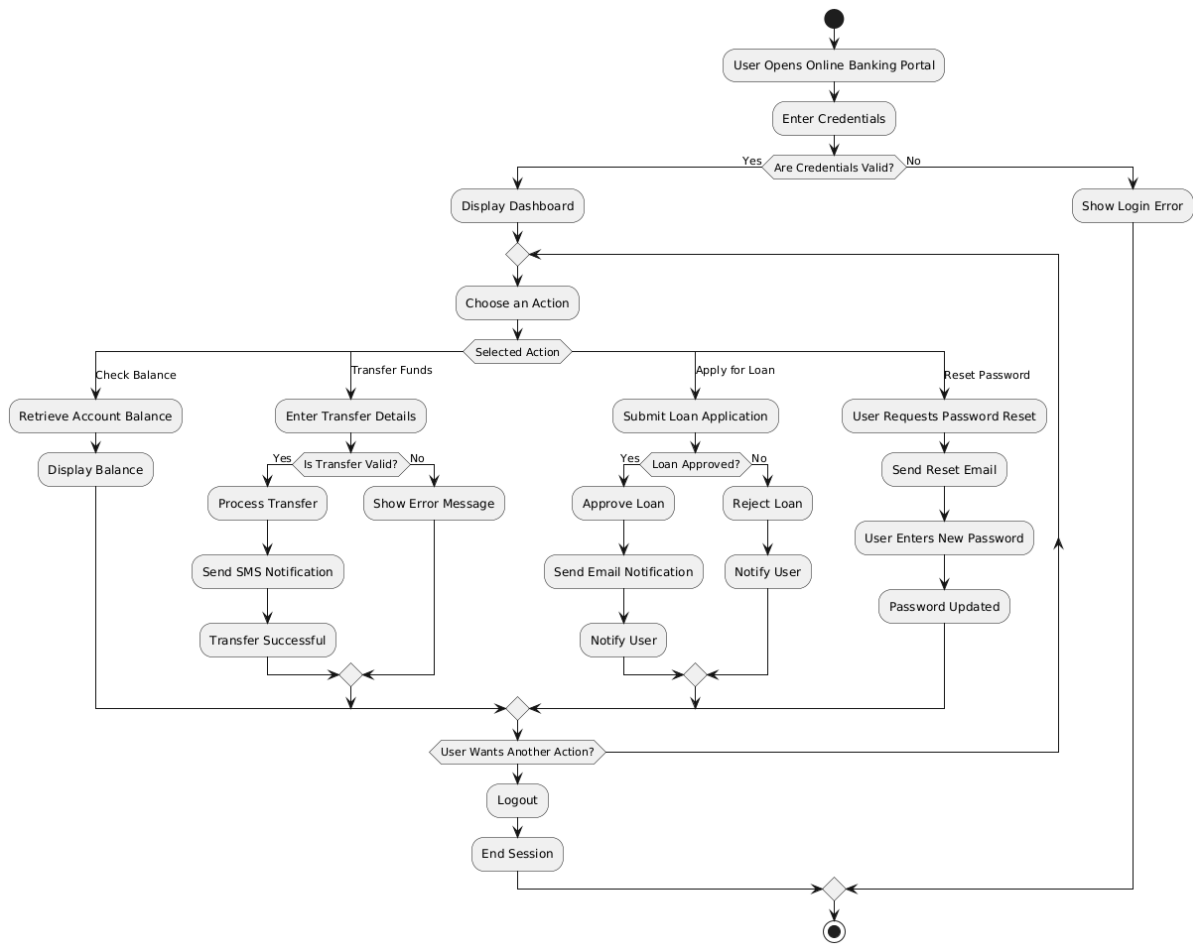 User Opens Online Banking Portal
Enter Credentials
Yes
Are Credentials Valid?
No
Display Dashboard
Show Login Error
Choose an Action
Selected Action
Check Balance
Transfer Funds
Apply for Loan
Reset Password
Retrieve Account Balance
Enter Transfer Details
Submit Loan Application
User Requests Password Reset
Display Balance
Yes
Is Transfer Valid?
No
Yes
Loan Approved?
No
Send Reset Email
Process Transfer
Show Error Message
Approve Loan
Reject Loan
User Enters New Password
Send SMS Notification
Send Email Notification
Notify User
Password Updated
Transfer Successful
Notify User
User Wants Another Action?
Logout
End Session